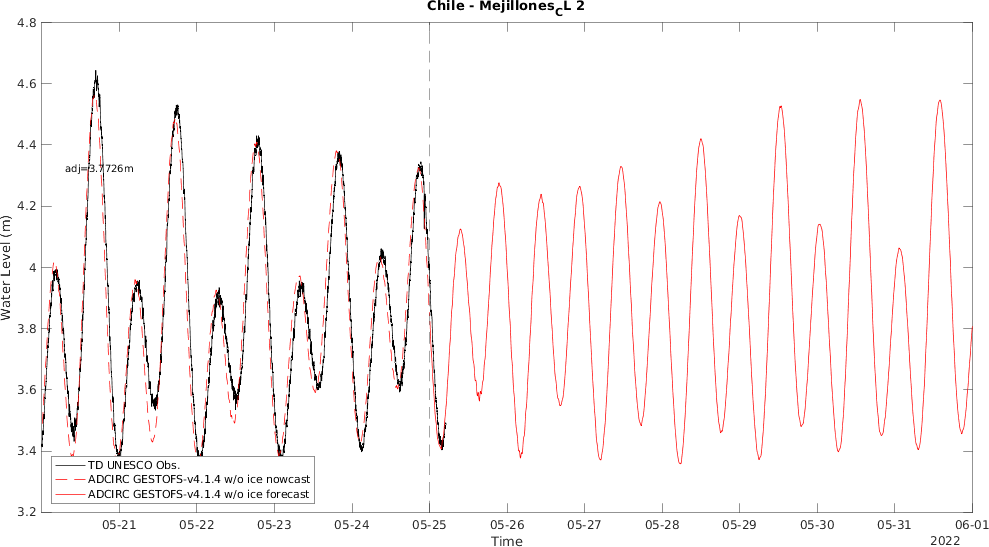 Chile - Mejillones_CL 2
4.8
4.6
4.4
4.2
4
3.8
3.6
3.4
3.2
Water Level (m)
adj=3.7726m
TD UNESCO Obs.
ADCIRC GESTOFS-v4.1.4 w/o ice nowcast
ADCIRC GESTOFS-v4.1.4 w/o ice forecast
05-21 05-22 05-23 05-24 05-25 05-26 05-27 05-28 05-29 05-30 05-31 06-01
Time
2022